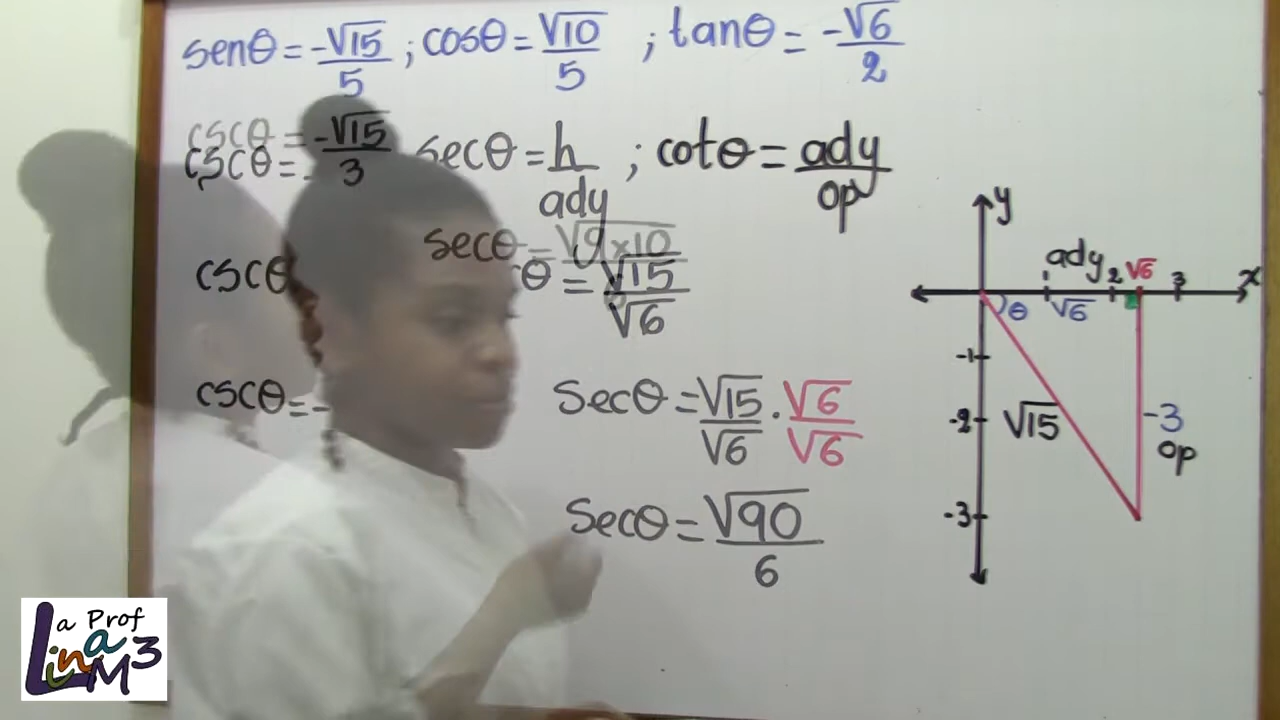 senθ = -√15/5 ; cosθ = √10/5 ; tanθ = -√6/2
cscθ = -√15/3
cscθ =
secθ = h/ady ; cotθ = ady/op
secθ = √9×10
cscθ
θ = √15/√6
cscθ = -
secθ = √15/√6 · √6/√6
secθ = √90/6
y
ady 2 √6 3 x
θ √6
-1
-2 √15 -3
op
-3
La Prof
Lina
M3